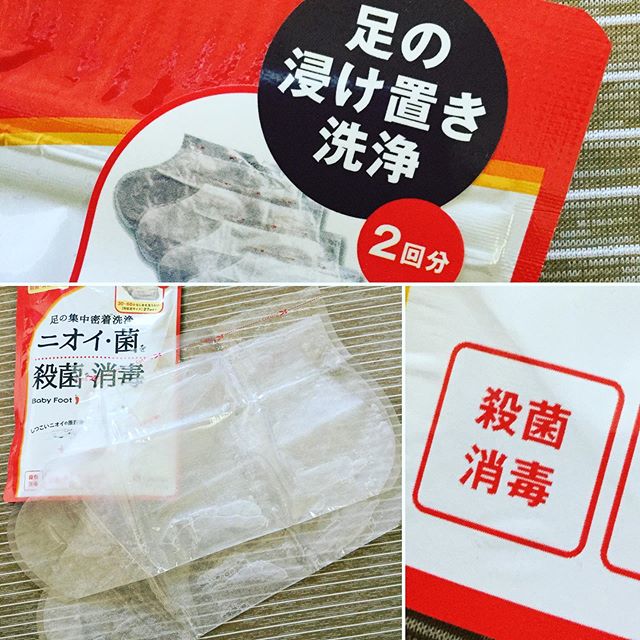 足の
浸け置き
洗浄
2回分
足の集中密着洗浄
ニオイ・菌を
殺菌・消毒
Baby Foot
殺菌
消毒